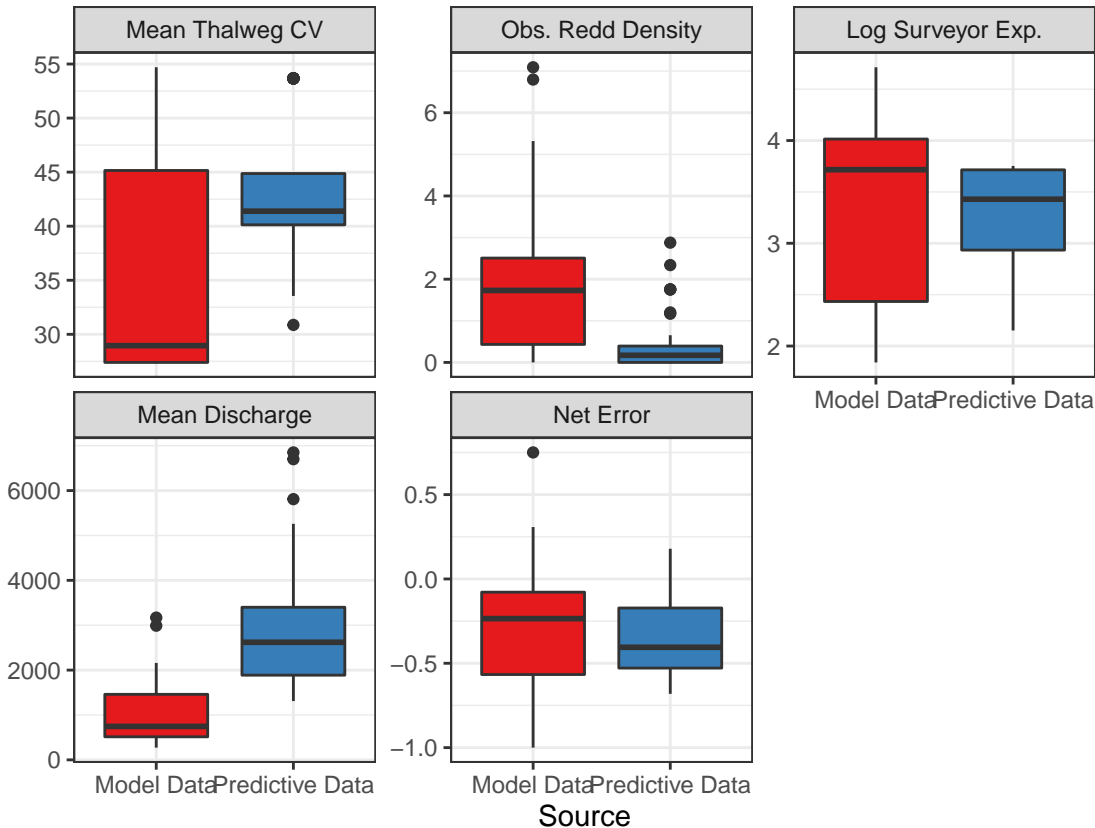 Mean Thalweg CV
Obs. Redd Density
Log Surveyor Exp.
55
50
45
40
35
30
6
4
2
0
4
3
2
Model Data
Predictive Data
Mean Discharge
Net Error
6000
4000
2000
0
0.5
0.0
−0.5
−1.0
Model Data
Predictive Data
Model Data
Predictive Data
Source